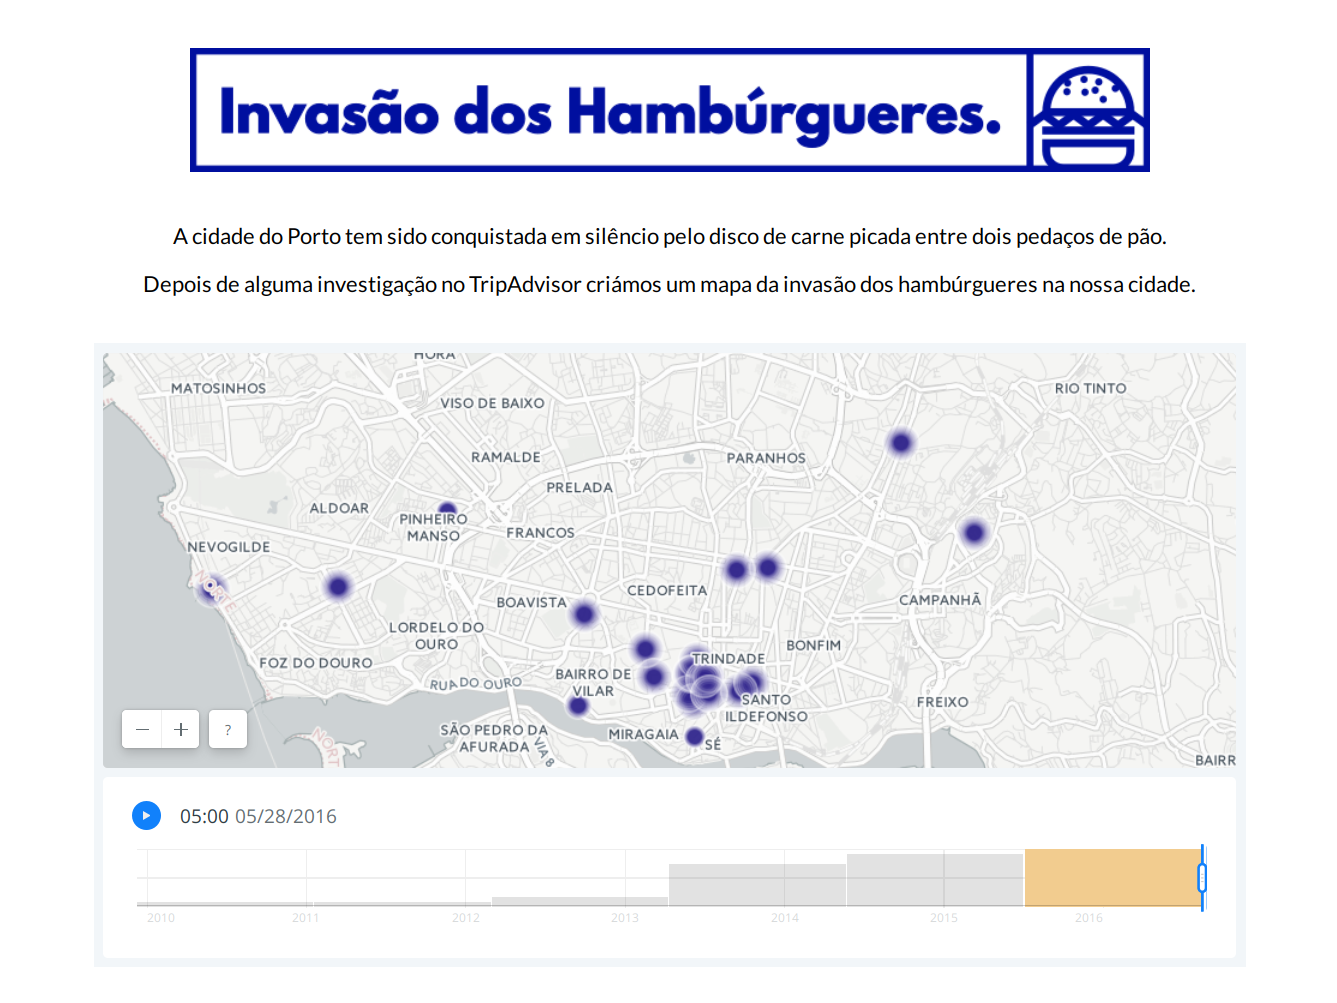 Invasão dos Hambúrgueres.
A cidade do Porto tem sido conquistada em silêncio pelo disco de carne picada entre dois pedaços de pão.
Depois de alguma investigação no TripAdvisor criámos um mapa da invasão dos hambúrgueres na nossa cidade.
HORA
MATOSINHOS
RIO TINTO
VISO DE BAIXO
RAMALDE
PARANHOS
PRELADA
ALDOAR
PINHEIRO
MANSO
FRANCOS
NEVOGILDE
NORTE
CEDOFEITA
BOAVISTA
CAMPANHÃ
LORDELO DO
OURO
BONFIM
FOZ DO DOURO
TRINDADE
BAIRRO DE
VILAR
RUA DO OURO
SANTO
ILDEFONSO
FREIXO
SÃO PEDRO DA
AFURADA
VIA 8
MIRAGAIA
SÉ
NORT
BAIRR
− + ?
05:00 05/28/2016
2010 2011 2012 2013 2014 2015 2016